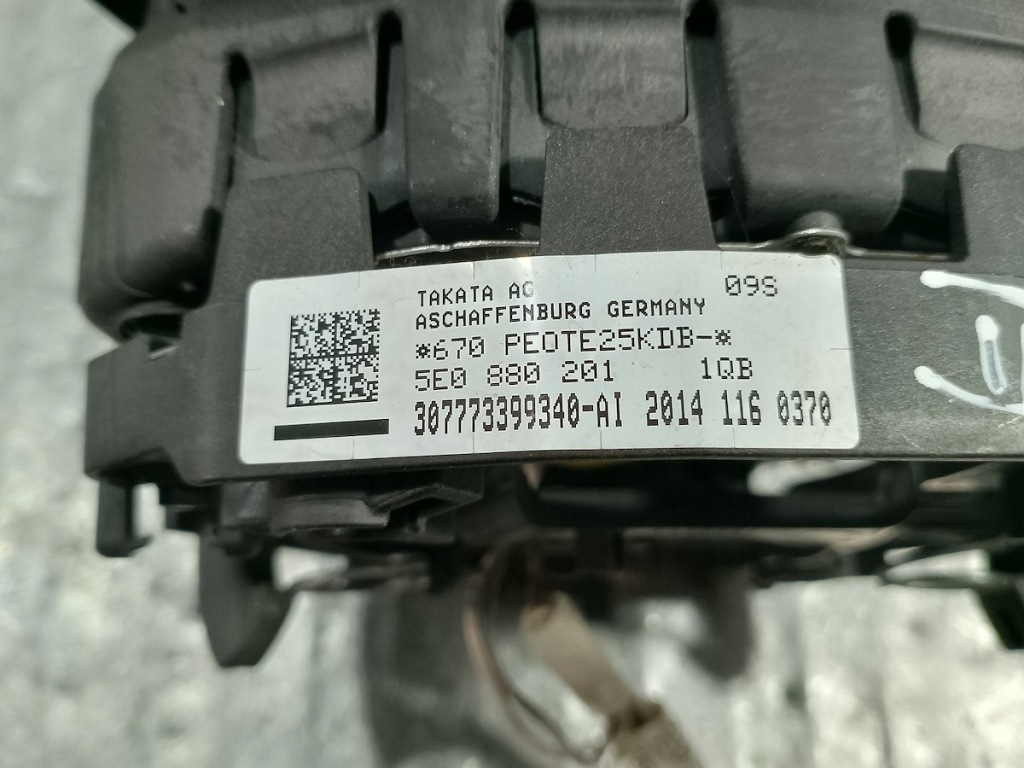 TAKATA AG 09S
ASCHAFFENBURG GERMANY
*670 PEOTE25KDB-*
5E0 880 201 1QB
307773399340-AI 2014 116 0370